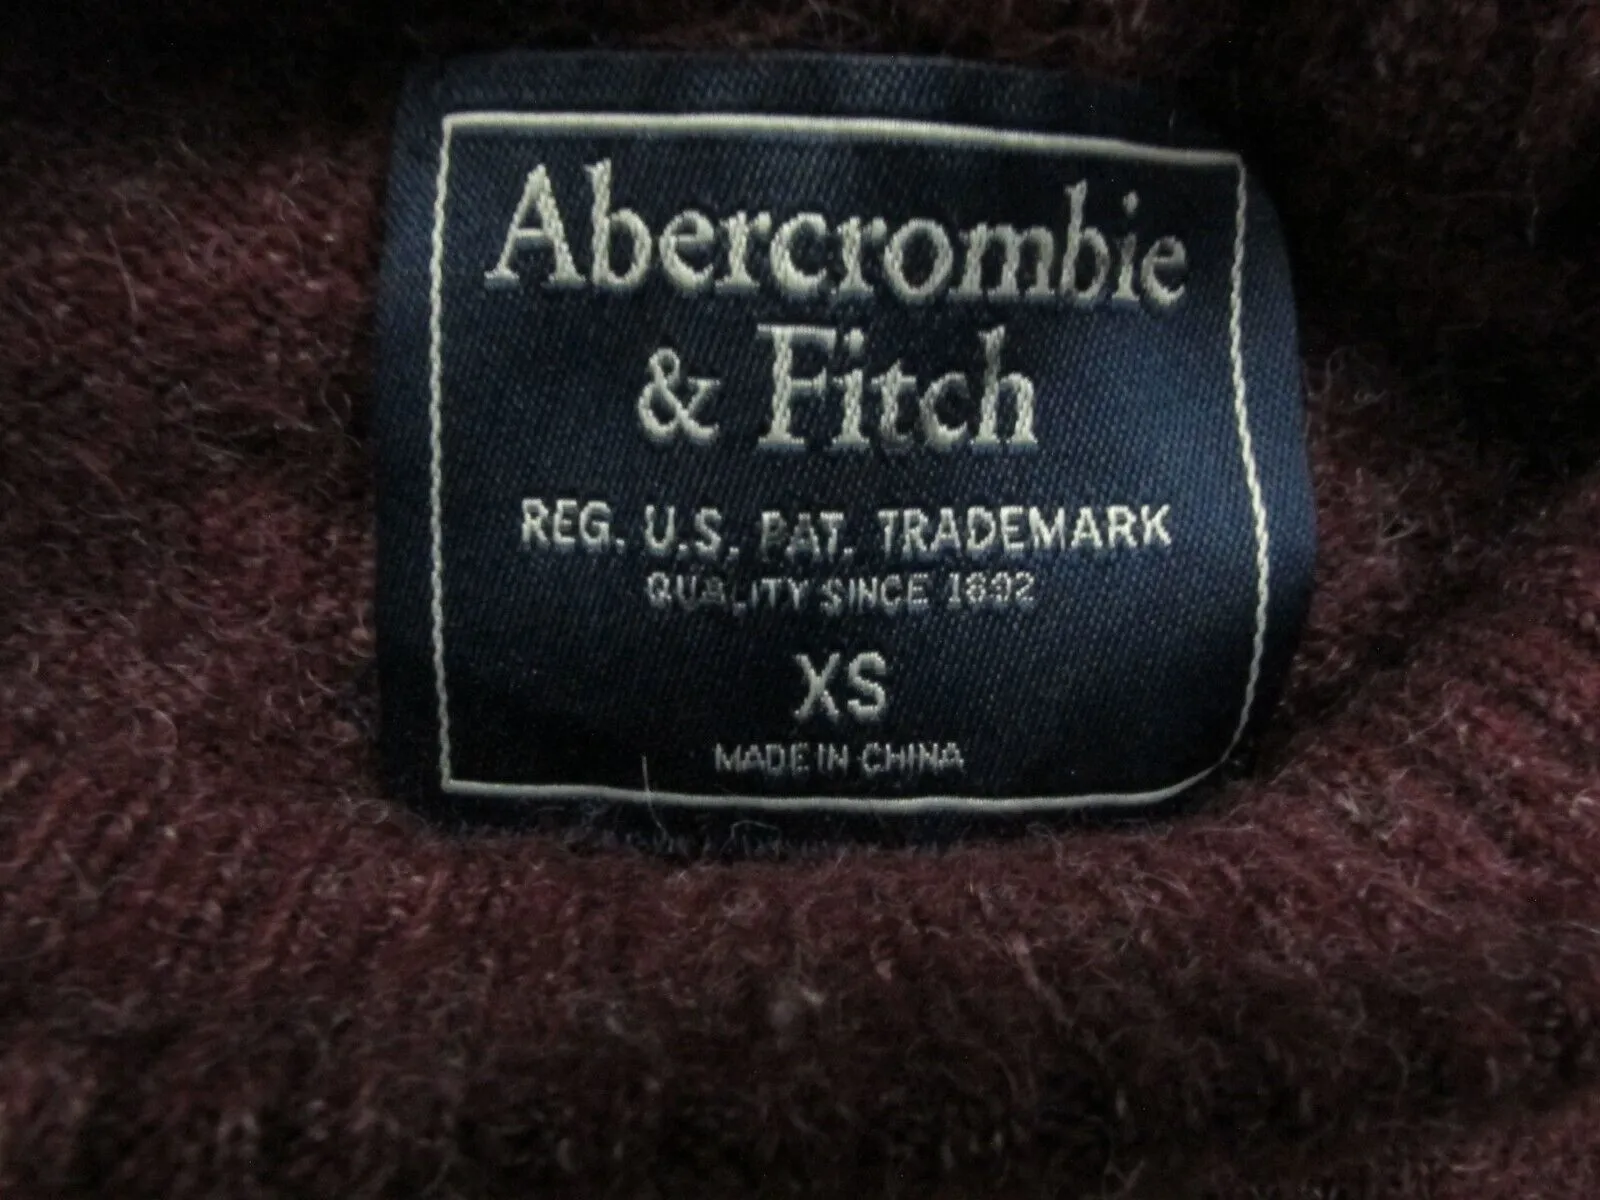 Abercrombie
& Fitch
REG. U.S. PAT. TRADEMARK
QUALITY SINCE 1892
XS
MADE IN CHINA